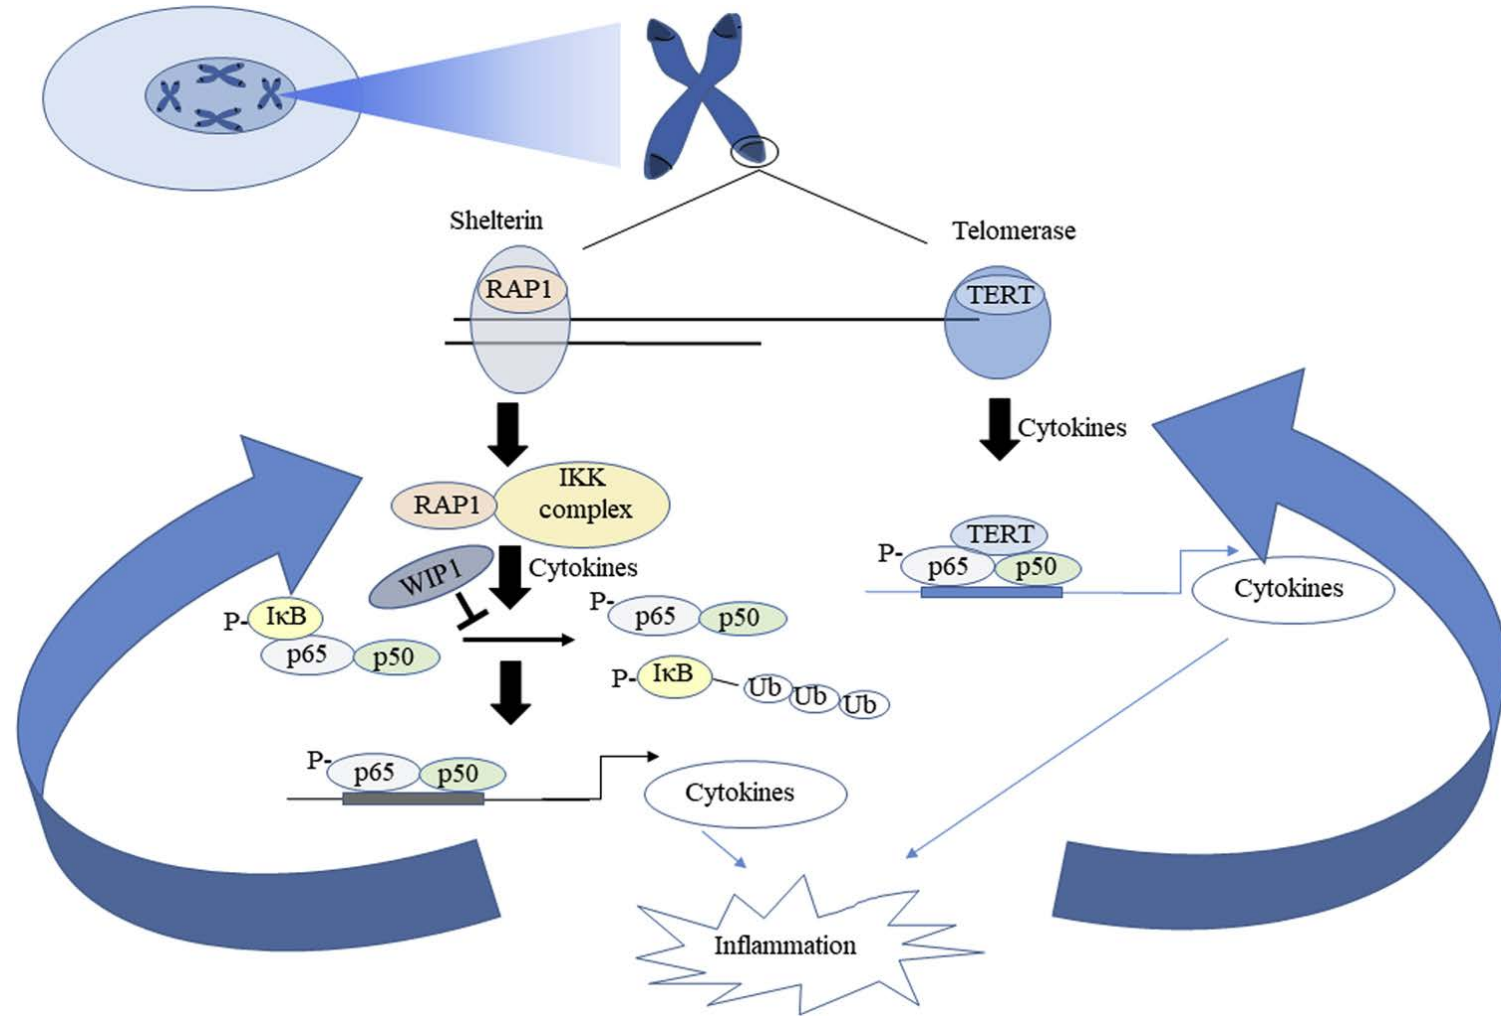 Shelterin
Telomerase
RAP1
TERT
Cytokines
RAP1
IKK
complex
WIP1
Cytokines
TERT
P-
p65
p50
Cytokines
P-
IκB
p65
p50
P-
p65
p50
P-
IκB
Ub
Ub
Ub
P-
p65
p50
Cytokines
Inflammation